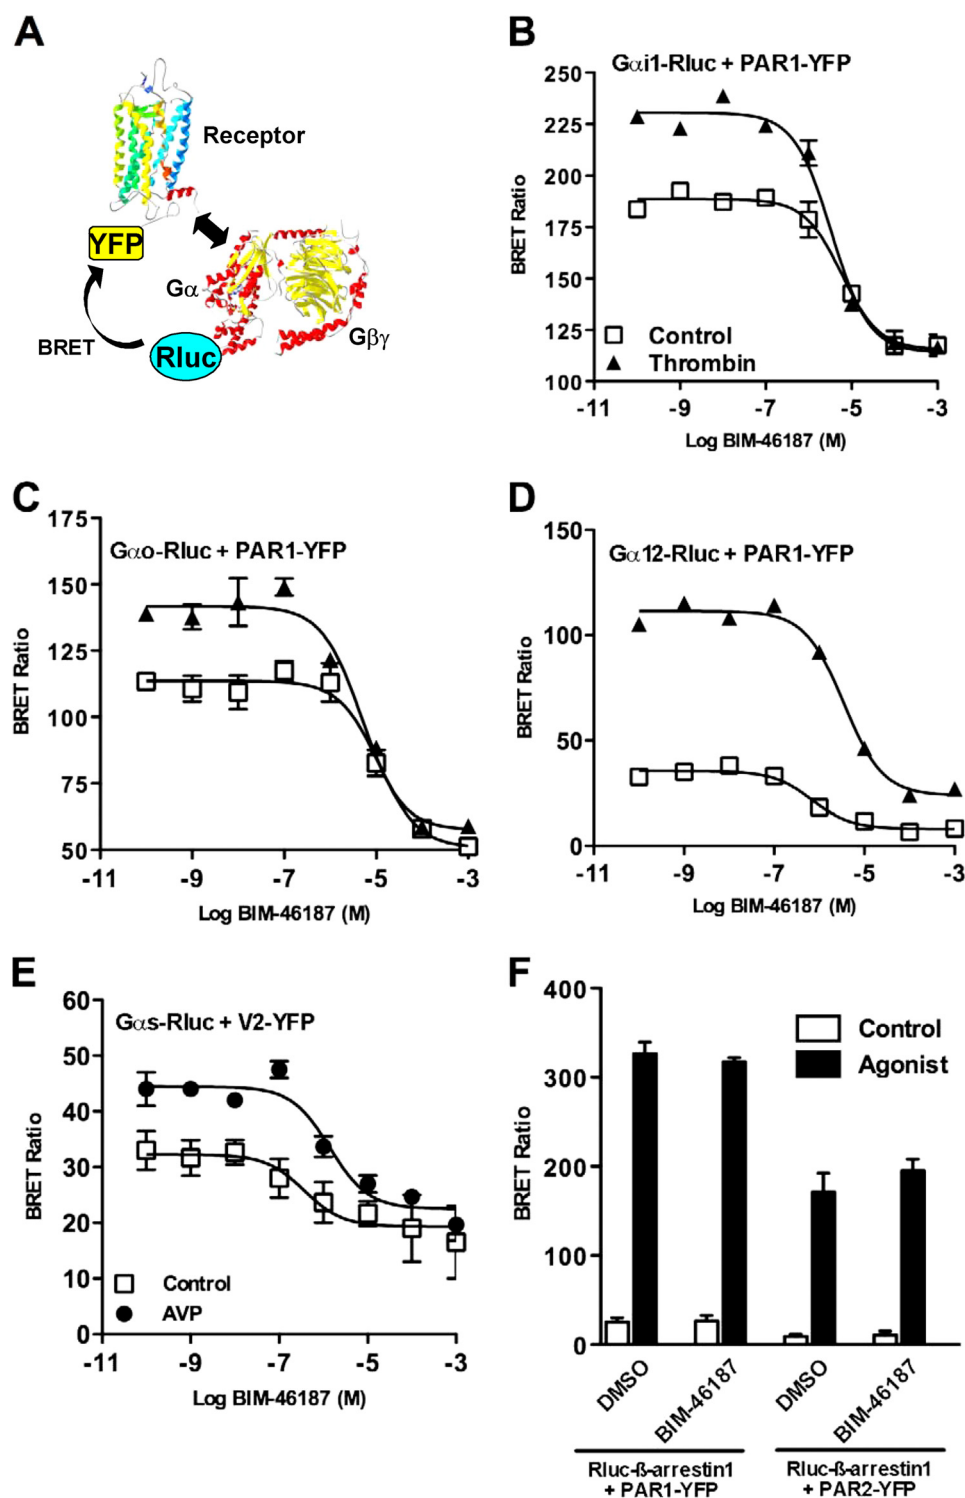 A
Receptor
YFP
Gα
Gβγ
BRET
Rluc
B
Gαi1-Rluc + PAR1-YFP
250
225
200
175
150
125
100
BRET Ratio
Control
Thrombin
-11
-9
-7
-5
-3
Log BIM-46187 (M)
C
Gαo-Rluc + PAR1-YFP
175
150
125
100
75
50
BRET Ratio
-11
-9
-7
-5
-3
Log BIM-46187 (M)
D
Gα12-Rluc + PAR1-YFP
150
100
50
0
BRET Ratio
-11
-9
-7
-5
-3
Log BIM-46187 (M)
E
Gαs-Rluc + V2-YFP
60
50
40
30
20
10
0
BRET Ratio
Control
AVP
-11
-9
-7
-5
-3
Log BIM-46187 (M)
F
400
300
200
100
0
BRET Ratio
Control
Agonist
DMSO
BIM-46187
DMSO
BIM-46187
Rluc-ß-arrestin1
+ PAR1-YFP
Rluc-ß-arrestin1
+ PAR2-YFP